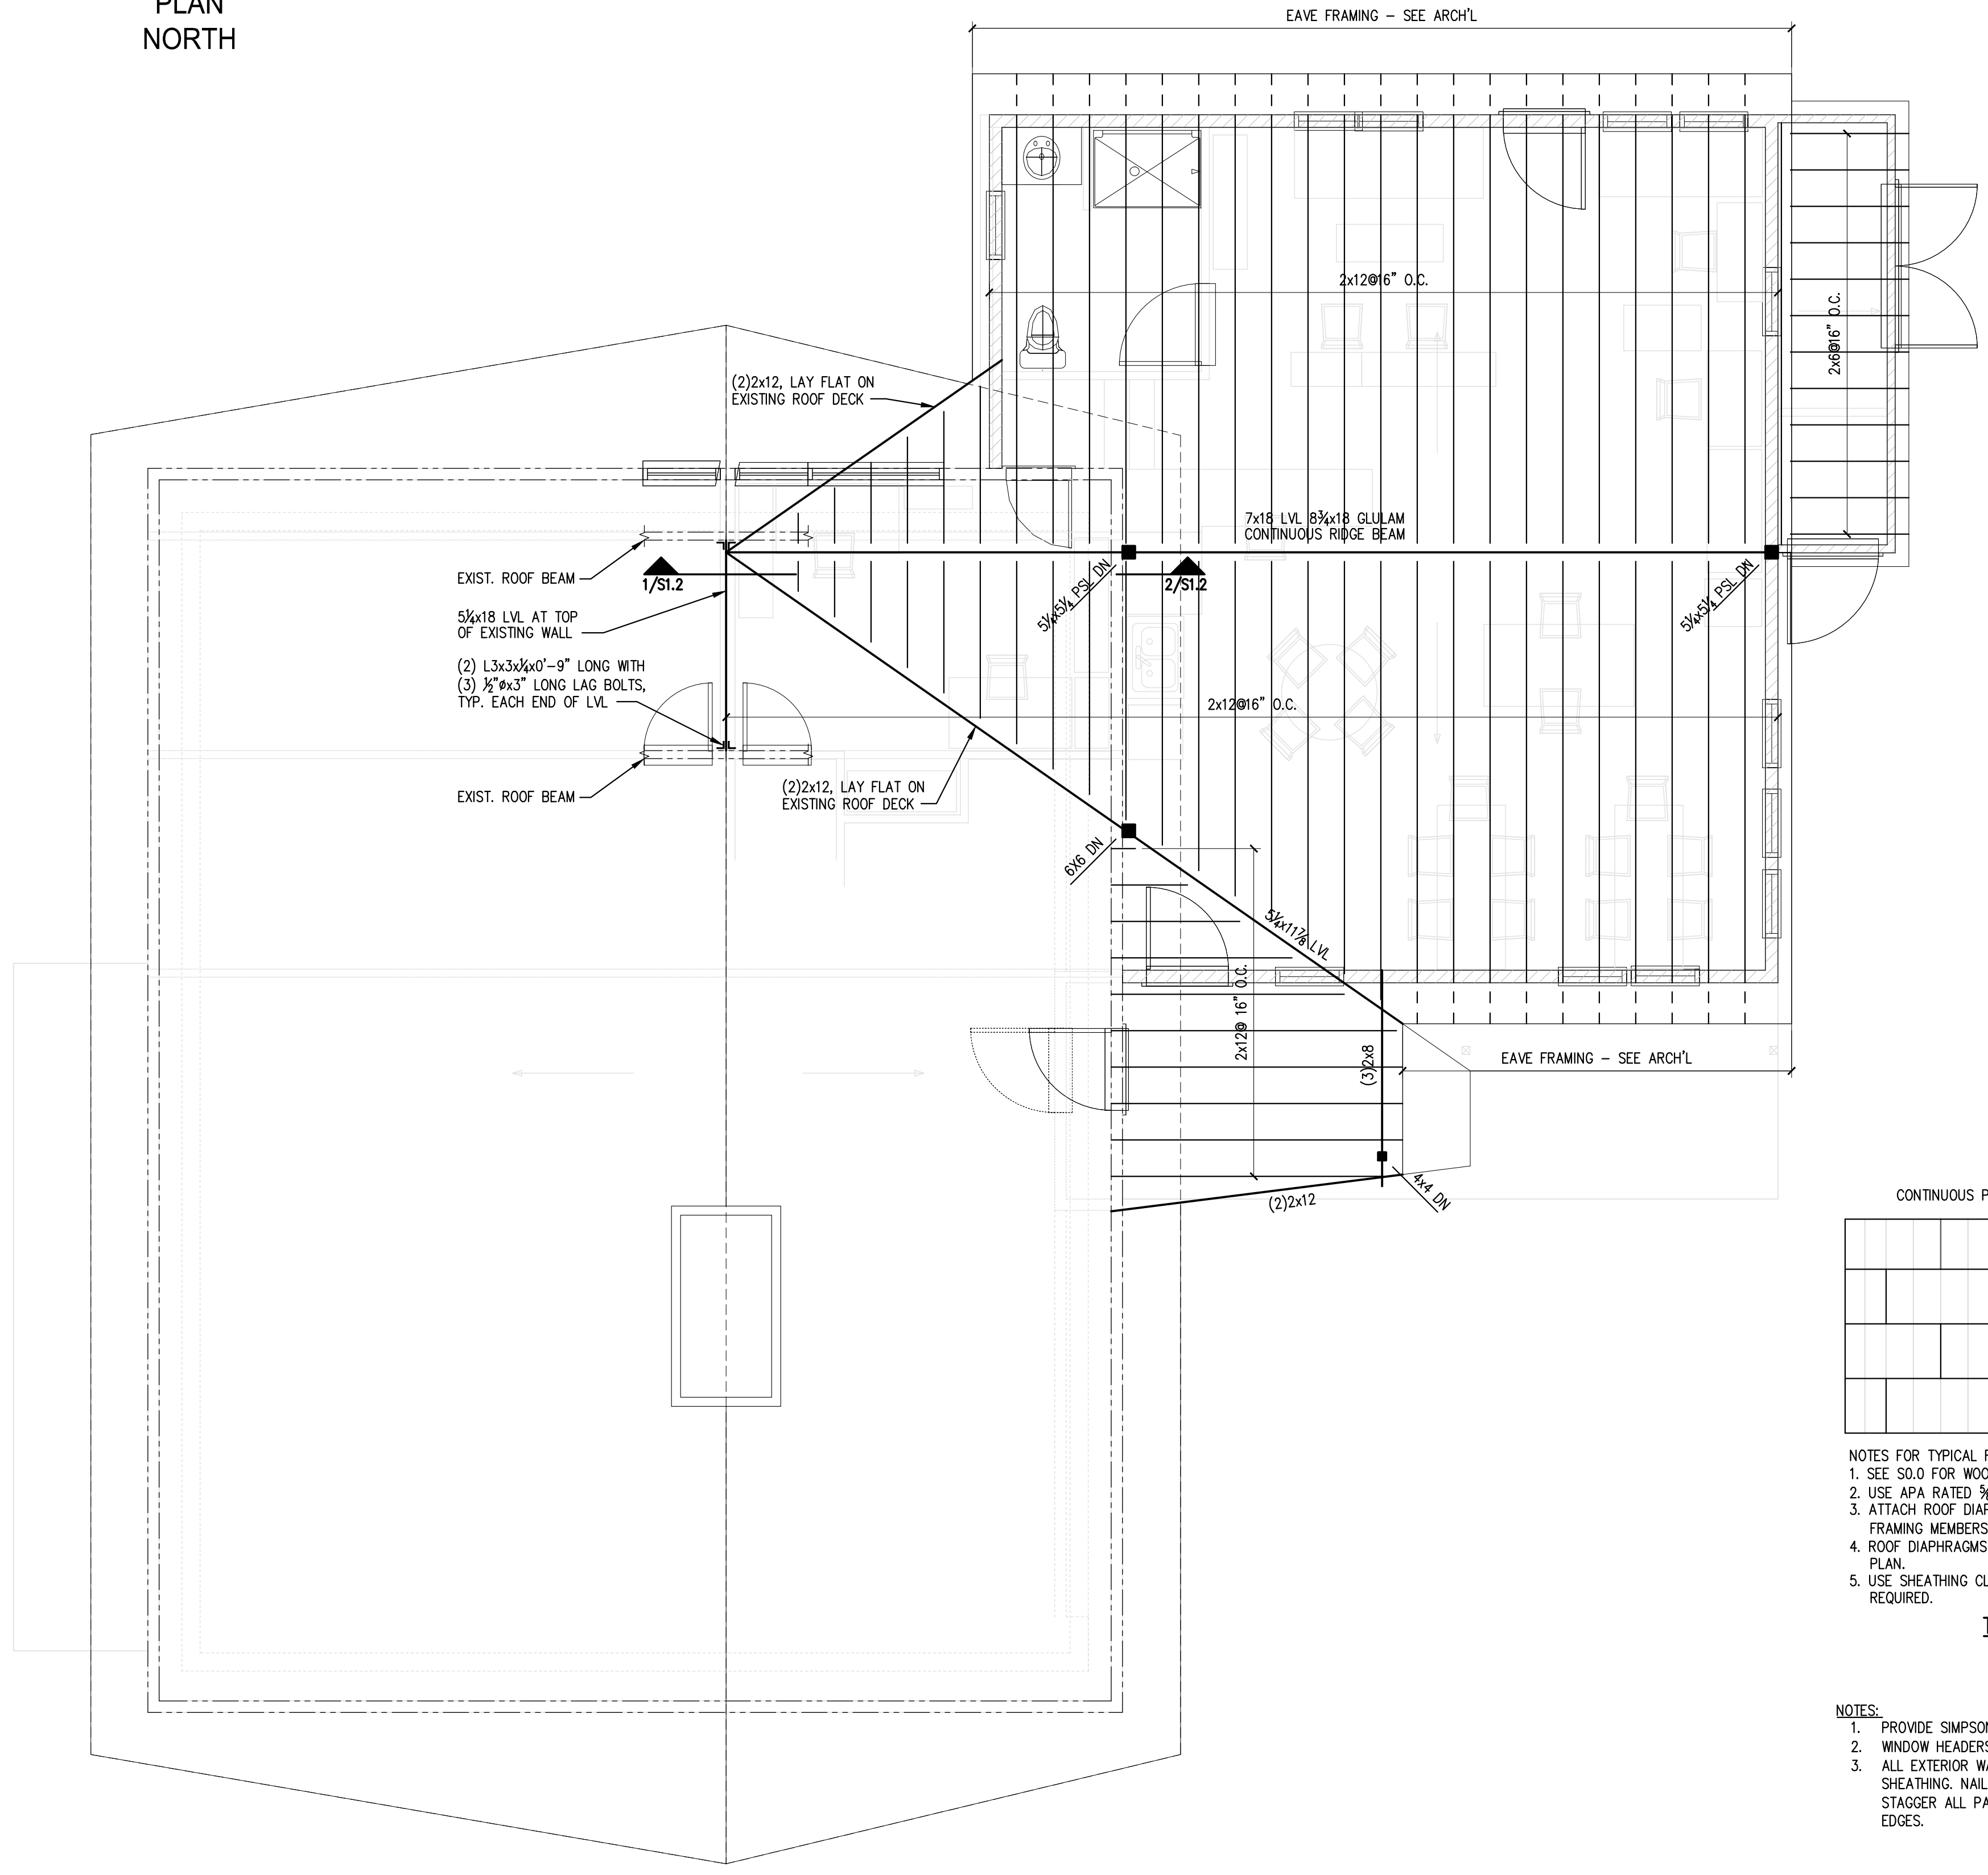 PLAN
NORTH
EAVE FRAMING – SEE ARCH'L
2x12@16" O.C.
2x6@16" O.C.
(2)2x12, LAY FLAT ON
EXISTING ROOF DECK
7x18 LVL 8¾x18 GLULAM
CONTINUOUS RIDGE BEAM
EXIST. ROOF BEAM
1/S1.2
2/S1.2
5¼x5¼ PSL DN
5¼x5¼ PSL DN
5¼x18 LVL AT TOP
OF EXISTING WALL
(2) L3x3x¼x0'–9" LONG WITH
(3) ½"øx3" LONG LAG BOLTS,
TYP. EACH END OF LVL
2x12@16" O.C.
EXIST. ROOF BEAM
(2)2x12, LAY FLAT ON
EXISTING ROOF DECK
6X6 DN
5¼x11⅞ LVL
2x12@ 16" O.C.
(3)2x8
EAVE FRAMING – SEE ARCH'L
(2)2x12
4x4 DN
CONTINUOUS P
NOTES FOR TYPICAL
1. SEE S0.0 FOR WOO
2. USE APA RATED ⅝
3. ATTACH ROOF DIAP
FRAMING MEMBERS
4. ROOF DIAPHRAGMS
PLAN.
5. USE SHEATHING CL
REQUIRED.
NOTES:
1. PROVIDE SIMPSON
2. WINDOW HEADERS
3. ALL EXTERIOR WA
SHEATHING. NAIL
STAGGER ALL PA
EDGES.